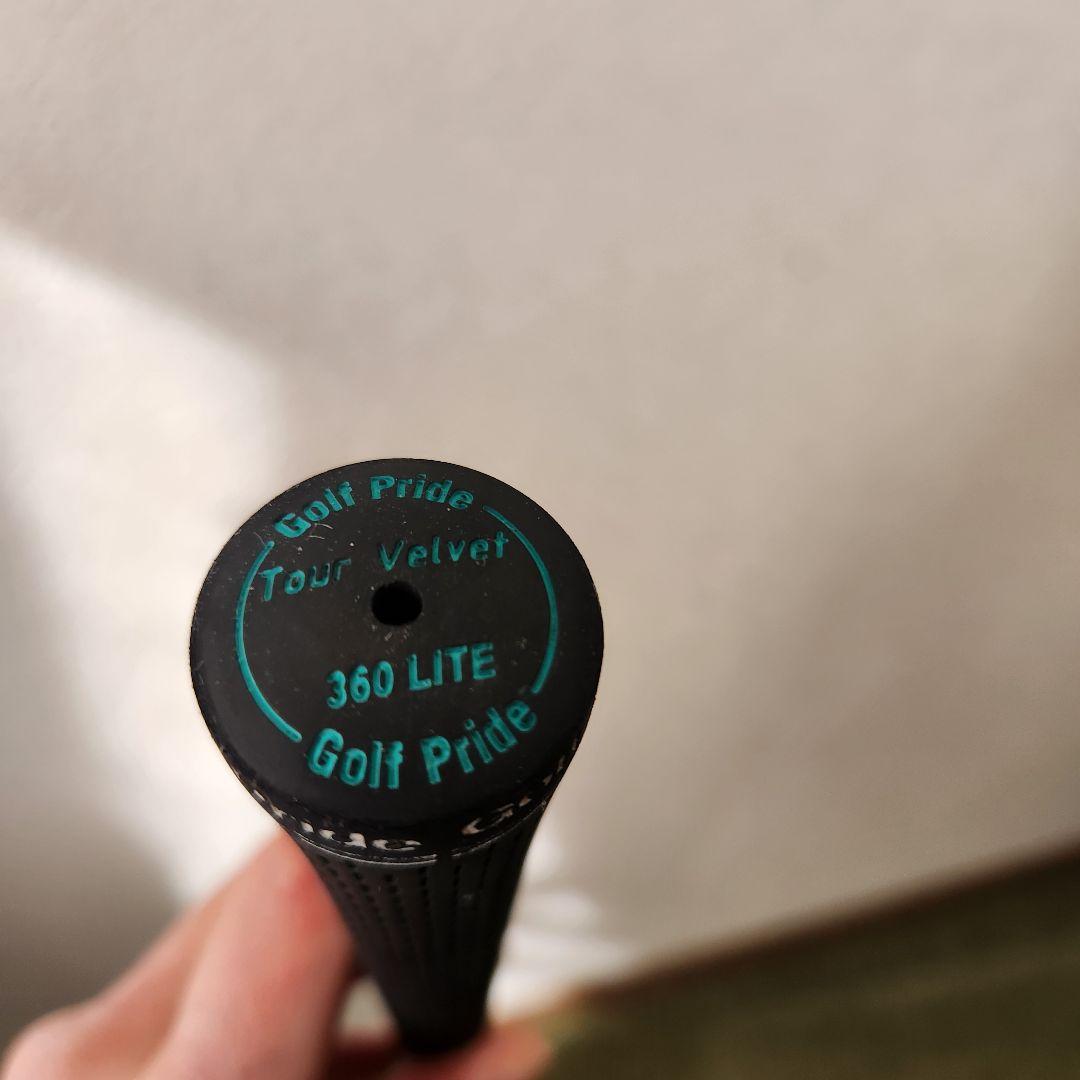 Golf Pride
Tour Velvet
360 LITE
Golf Pride